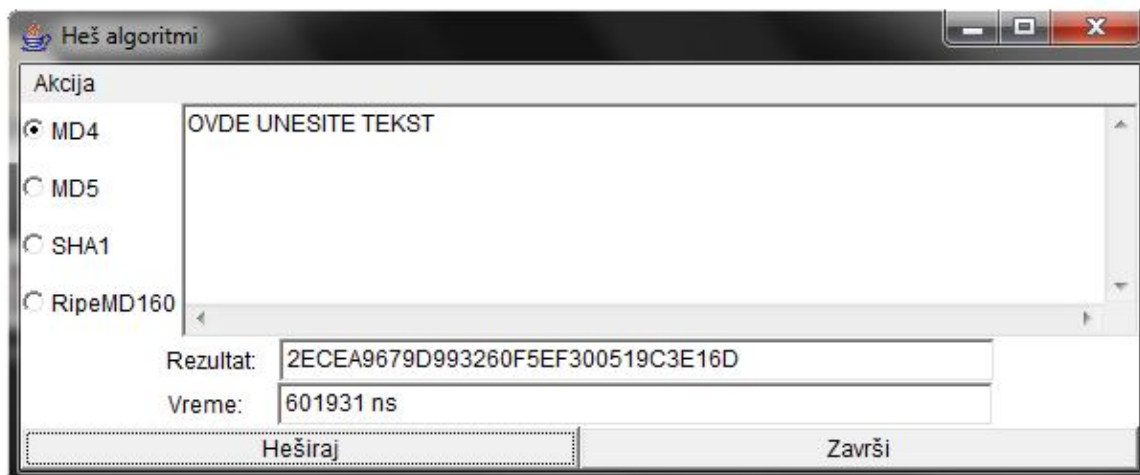 Heš algoritmi
Akcija
MD4
OVDE UNESITE TEKST
MD5
SHA1
RipeMD160
Rezultat: 2ECEA9679D993260F5EF300519C3E16D
Vreme: 601931 ns
Heširaj Završi